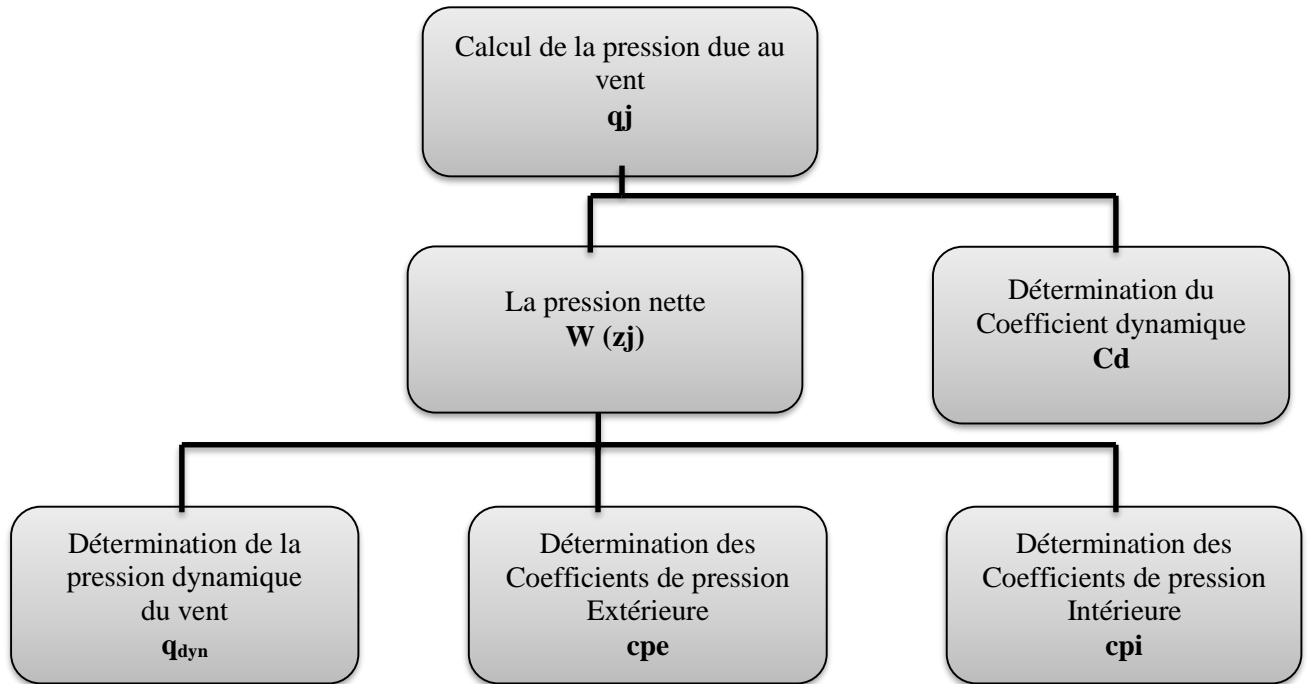 Calcul de la pression due au
vent
qj
La pression nette
W (zj)
Détermination du
Coefficient dynamique
Cd
Détermination de la
pression dynamique
du vent
qdyn
Détermination des
Coefficients de pression
Extérieure
cpe
Détermination des
Coefficients de pression
Intérieure
cpi